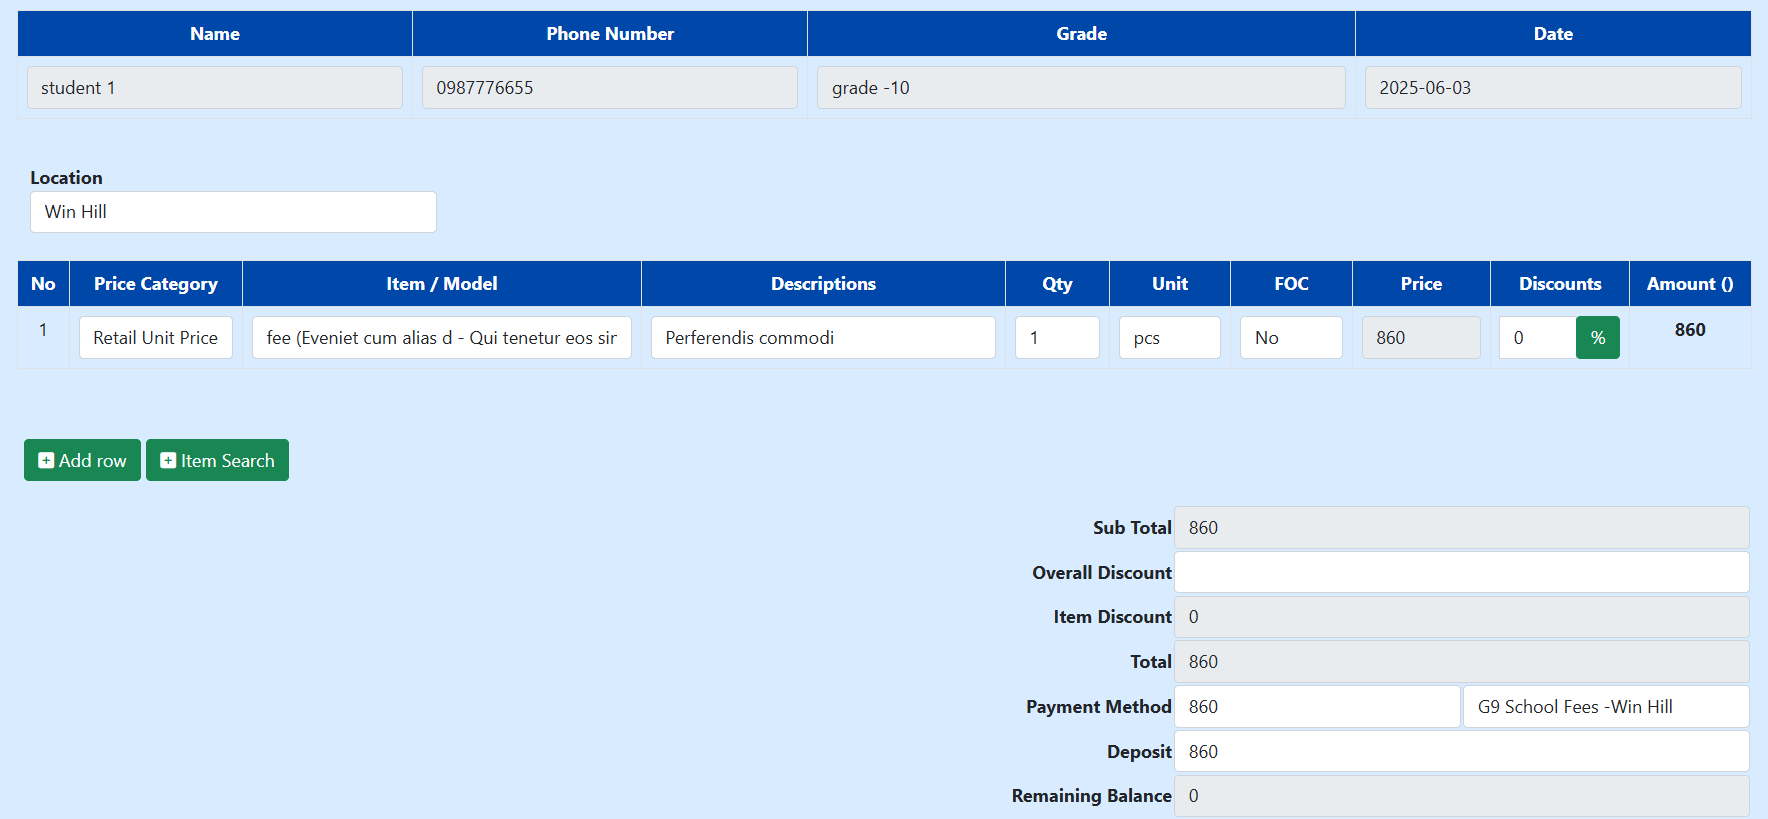 Name Phone Number Grade Date
student 1 0987776655 grade -10 2025-06-03
Location
Win Hill
No Price Category Item / Model Descriptions Qty Unit FOC Price Discounts Amount ()
1 Retail Unit Price fee (Eveniet cum alias d - Qui tenetur eos sin Perferendis commodi 1 pcs No 860 0 % 860
Add row Item Search
Sub Total 860
Overall Discount
Item Discount 0
Total 860
Payment Method 860 G9 School Fees -Win Hill
Deposit 860
Remaining Balance 0